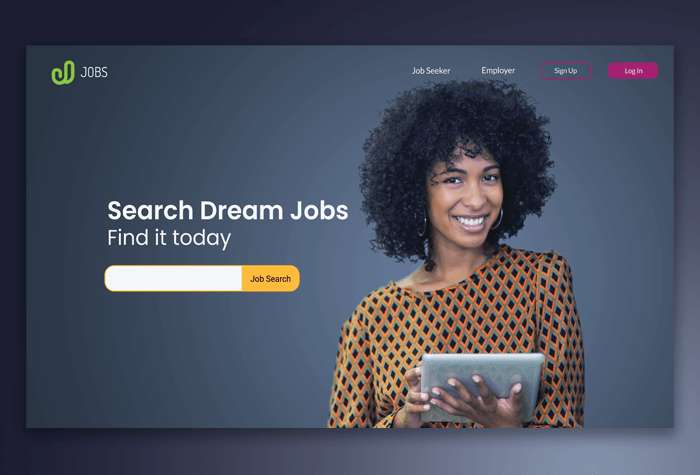 JOBS
Job Seeker
Employer
Sign Up
Log In
Search Dream Jobs
Find it today
Job Search